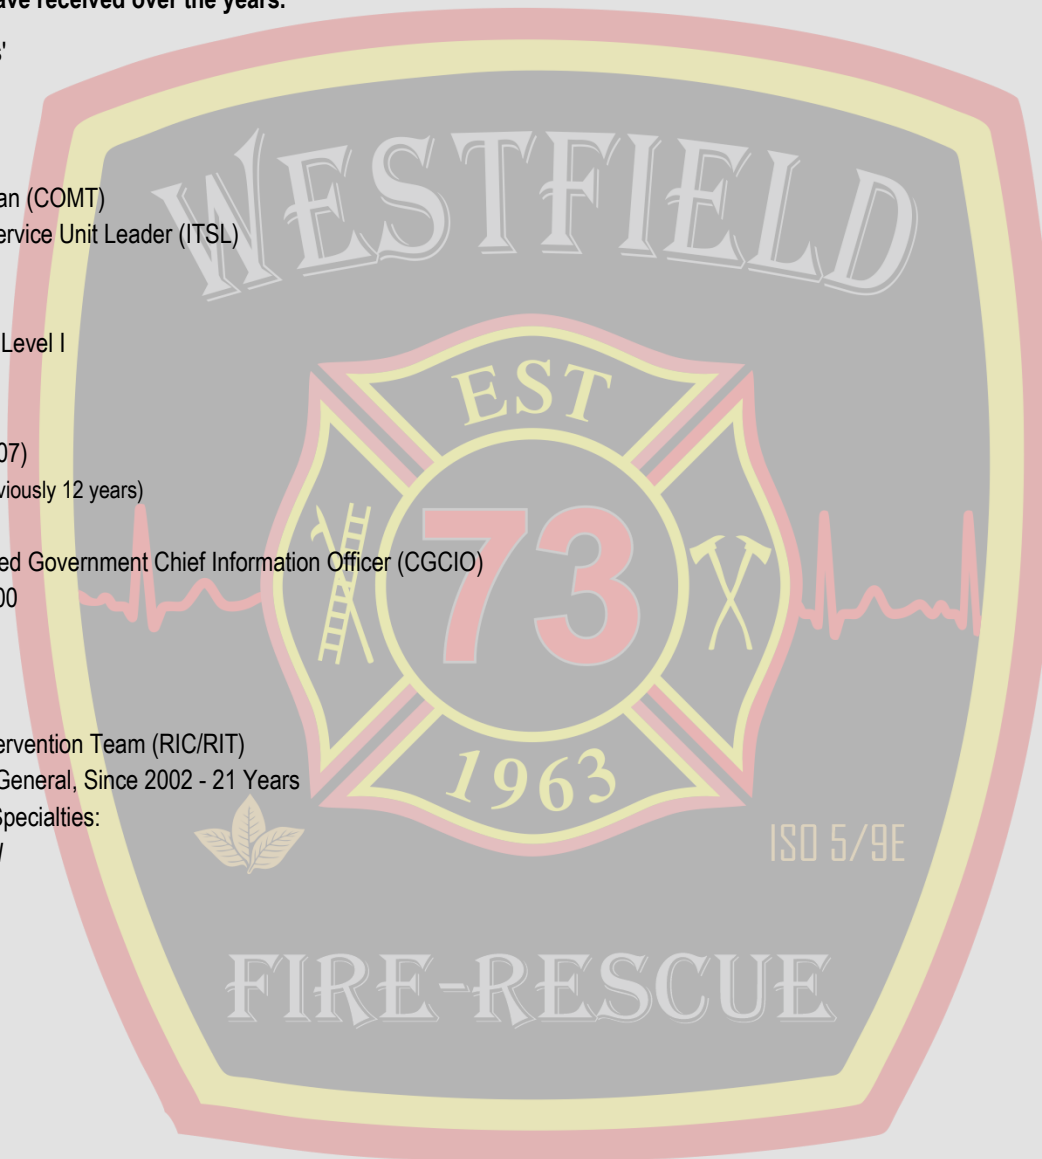 ave received over the years.
s'
WESTFIELD
an (COMT)
ervice Unit Leader (ITSL)
Level I
EST
07)
viously 12 years)
73
ed Government Chief Information Officer (CGCIO)
00
ervention Team (RIC/RIT)
General, Since 2002 - 21 Years
1963
Specialties:
ISO 5/9E
FIRE-RESCUE